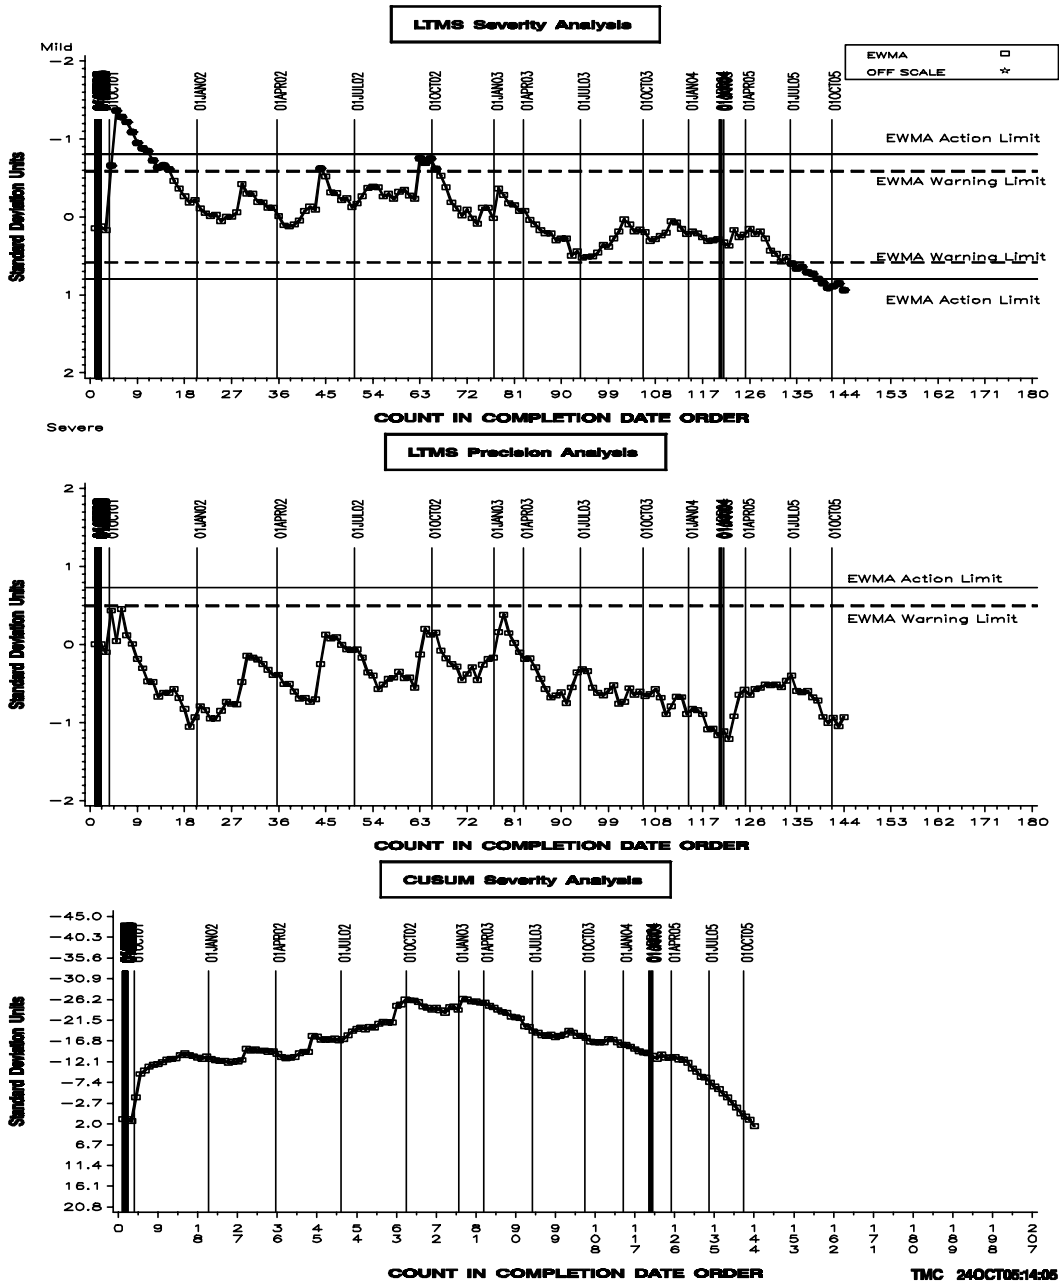 LTMS Severity Analysis
Mild
EWMA
OFF SCALE
-2
-1
0
1
2
Standard Deviation Units
01OCT01
01JAN02
01APR02
01JUL02
01OCT02
01JAN03
01APR03
01JUL03
01OCT03
01JAN04
01APR05
01JUL05
01OCT05
EWMA Action Limit
EWMA Warning Limit
EWMA Warning Limit
EWMA Action Limit
0 9 18 27 36 45 54 63 72 81 90 99 108 117 126 135 144 153 162 171 180
COUNT IN COMPLETION DATE ORDER
Severe
LTMS Precision Analysis
2
1
0
-1
-2
Standard Deviation Units
01OCT01
01JAN02
01APR02
01JUL02
01OCT02
01JAN03
01APR03
01JUL03
01OCT03
01JAN04
01APR05
01JUL05
01OCT05
EWMA Action Limit
EWMA Warning Limit
0 9 18 27 36 45 54 63 72 81 90 99 108 117 126 135 144 153 162 171 180
COUNT IN COMPLETION DATE ORDER
CUSUM Severity Analysis
-45.0
-40.3
-35.6
-30.9
-26.2
-21.5
-16.8
-12.1
-7.4
-2.7
2.0
6.7
11.4
16.1
20.8
Standard Deviation Units
01OCT01
01JAN02
01APR02
01JUL02
01OCT02
01JAN03
01APR03
01JUL03
01OCT03
01JAN04
01APR05
01JUL05
01OCT05
0 9 18 27 36 45 54 63 72 81 90 99 108 117 126 135 144 153 162 171 180 189 198 207
COUNT IN COMPLETION DATE ORDER
TMC 24OCT05:14:05